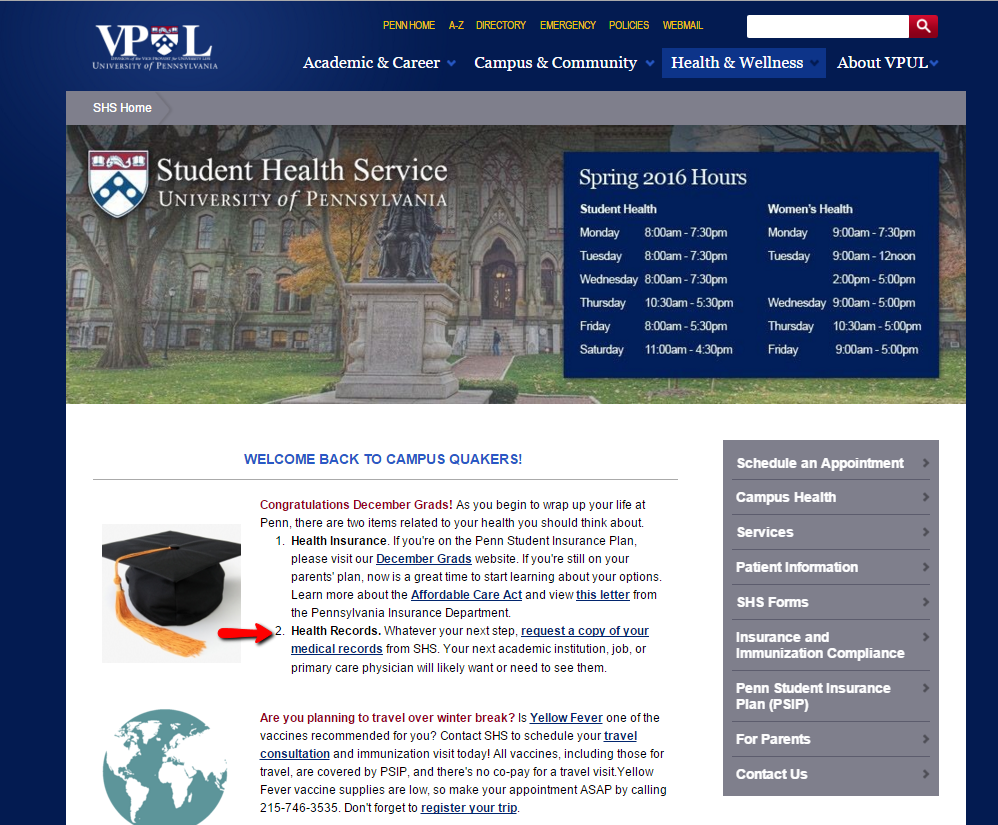 PENN HOME A-Z DIRECTORY EMERGENCY POLICIES WEBMAIL
VPUL
DIVISION of the VICE PROVOST for UNIVERSITY LIFE
UNIVERSITY of PENNSYLVANIA
Academic & Career Campus & Community Health & Wellness About VPUL
SHS Home
Student Health Service
UNIVERSITY of PENNSYLVANIA
Spring 2016 Hours
Student Health
Monday 8:00am - 7:30pm
Tuesday 8:00am - 7:30pm
Wednesday 8:00am - 7:30pm
Thursday 10:30am - 5:30pm
Friday 8:00am - 5:30pm
Saturday 11:00am - 4:30pm
Women's Health
Monday 9:00am - 7:30pm
Tuesday 9:00am - 12noon
2:00pm - 5:00pm
Wednesday 9:00am - 5:00pm
Thursday 10:30am - 5:00pm
Friday 9:00am - 5:00pm
WELCOME BACK TO CAMPUS QUAKERS!
Congratulations December Grads! As you begin to wrap up your life at
Penn, there are two items related to your health you should think about.
1. Health Insurance. If you're on the Penn Student Insurance Plan,
please visit our December Grads website. If you're still on your
parents' plan, now is a great time to start learning about your options.
Learn more about the Affordable Care Act and view this letter from
the Pennsylvania Insurance Department.
2. Health Records. Whatever your next step, request a copy of your
medical records from SHS. Your next academic institution, job, or
primary care physician will likely want or need to see them.
Are you planning to travel over winter break? Is Yellow Fever one of the
vaccines recommended for you? Contact SHS to schedule your travel
consultation and immunization visit today! All vaccines, including those for
travel, are covered by PSIP, and there's no co-pay for a travel visit.Yellow
Fever vaccine supplies are low, so make your appointment ASAP by calling
215-746-3535. Don't forget to register your trip.
Schedule an Appointment
Campus Health
Services
Patient Information
SHS Forms
Insurance and
Immunization Compliance
Penn Student Insurance
Plan (PSIP)
For Parents
Contact Us